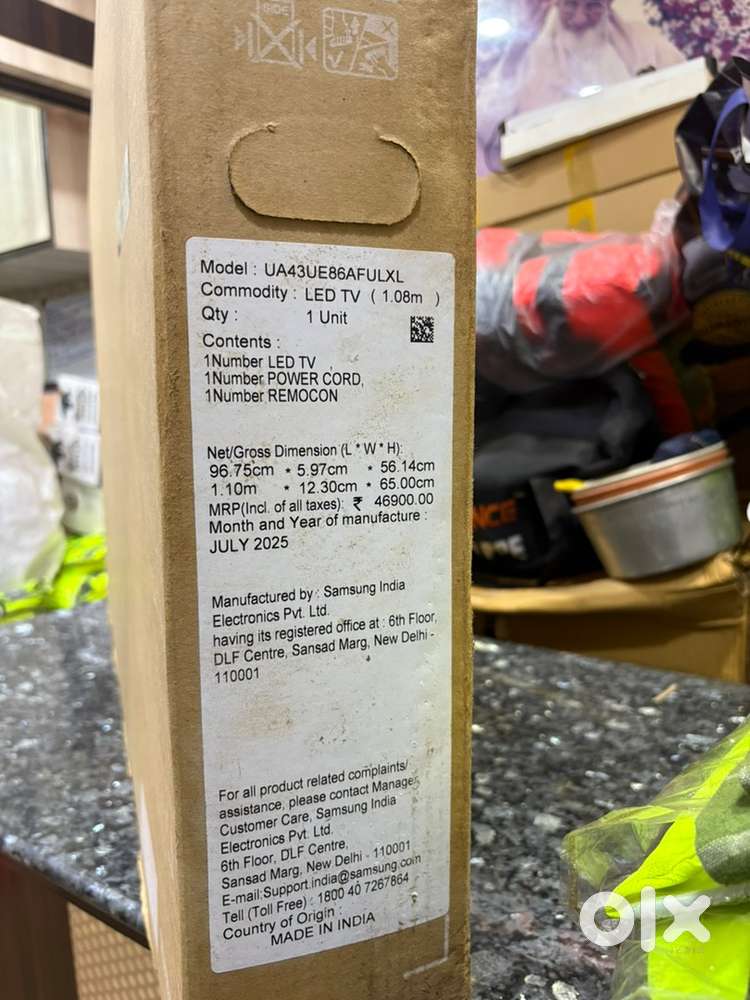 SIDE
Model : UA43UE86AFULXL
Commodity : LED TV ( 1.08m )
Qty : 1 Unit
Contents :
1Number LED TV ,
1Number POWER CORD,
1Number REMOCON
Net/Gross Dimension (L * W * H):
96.75cm * 5.97cm * 56.14cm
1.10m * 12.30cm * 65.00cm
MRP(Incl. of all taxes): ₹ 46900.00
Month and Year of manufacture :
JULY 2025
Manufactured by : Samsung India
Electronics Pvt. Ltd.
having its registered office at : 6th Floor,
DLF Centre, Sansad Marg, New Delhi -
110001
For all product related complaints/
assistance, please contact Manager
Customer Care, Samsung India
Electronics Pvt. Ltd.
6th Floor, DLF Centre,
Sansad Marg, New Delhi - 110001
E-mail:Support.india@samsung.com
Tell (Toll Free) : 1800 40 7267864
Country of Origin :
MADE IN INDIA
olx